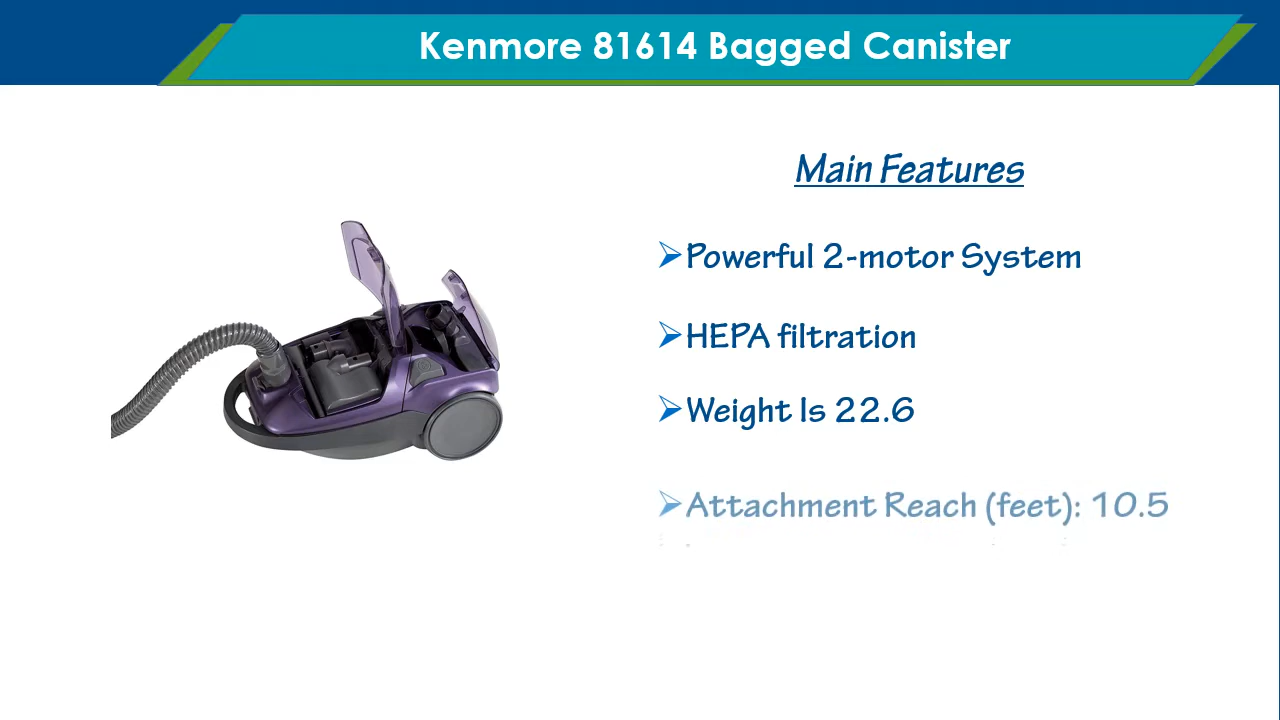 Kenmore 81614 Bagged Canister
Main Features
Powerful 2-motor System
HEPA filtration
Weight Is 22.6
Attachment Reach (feet): 10.5